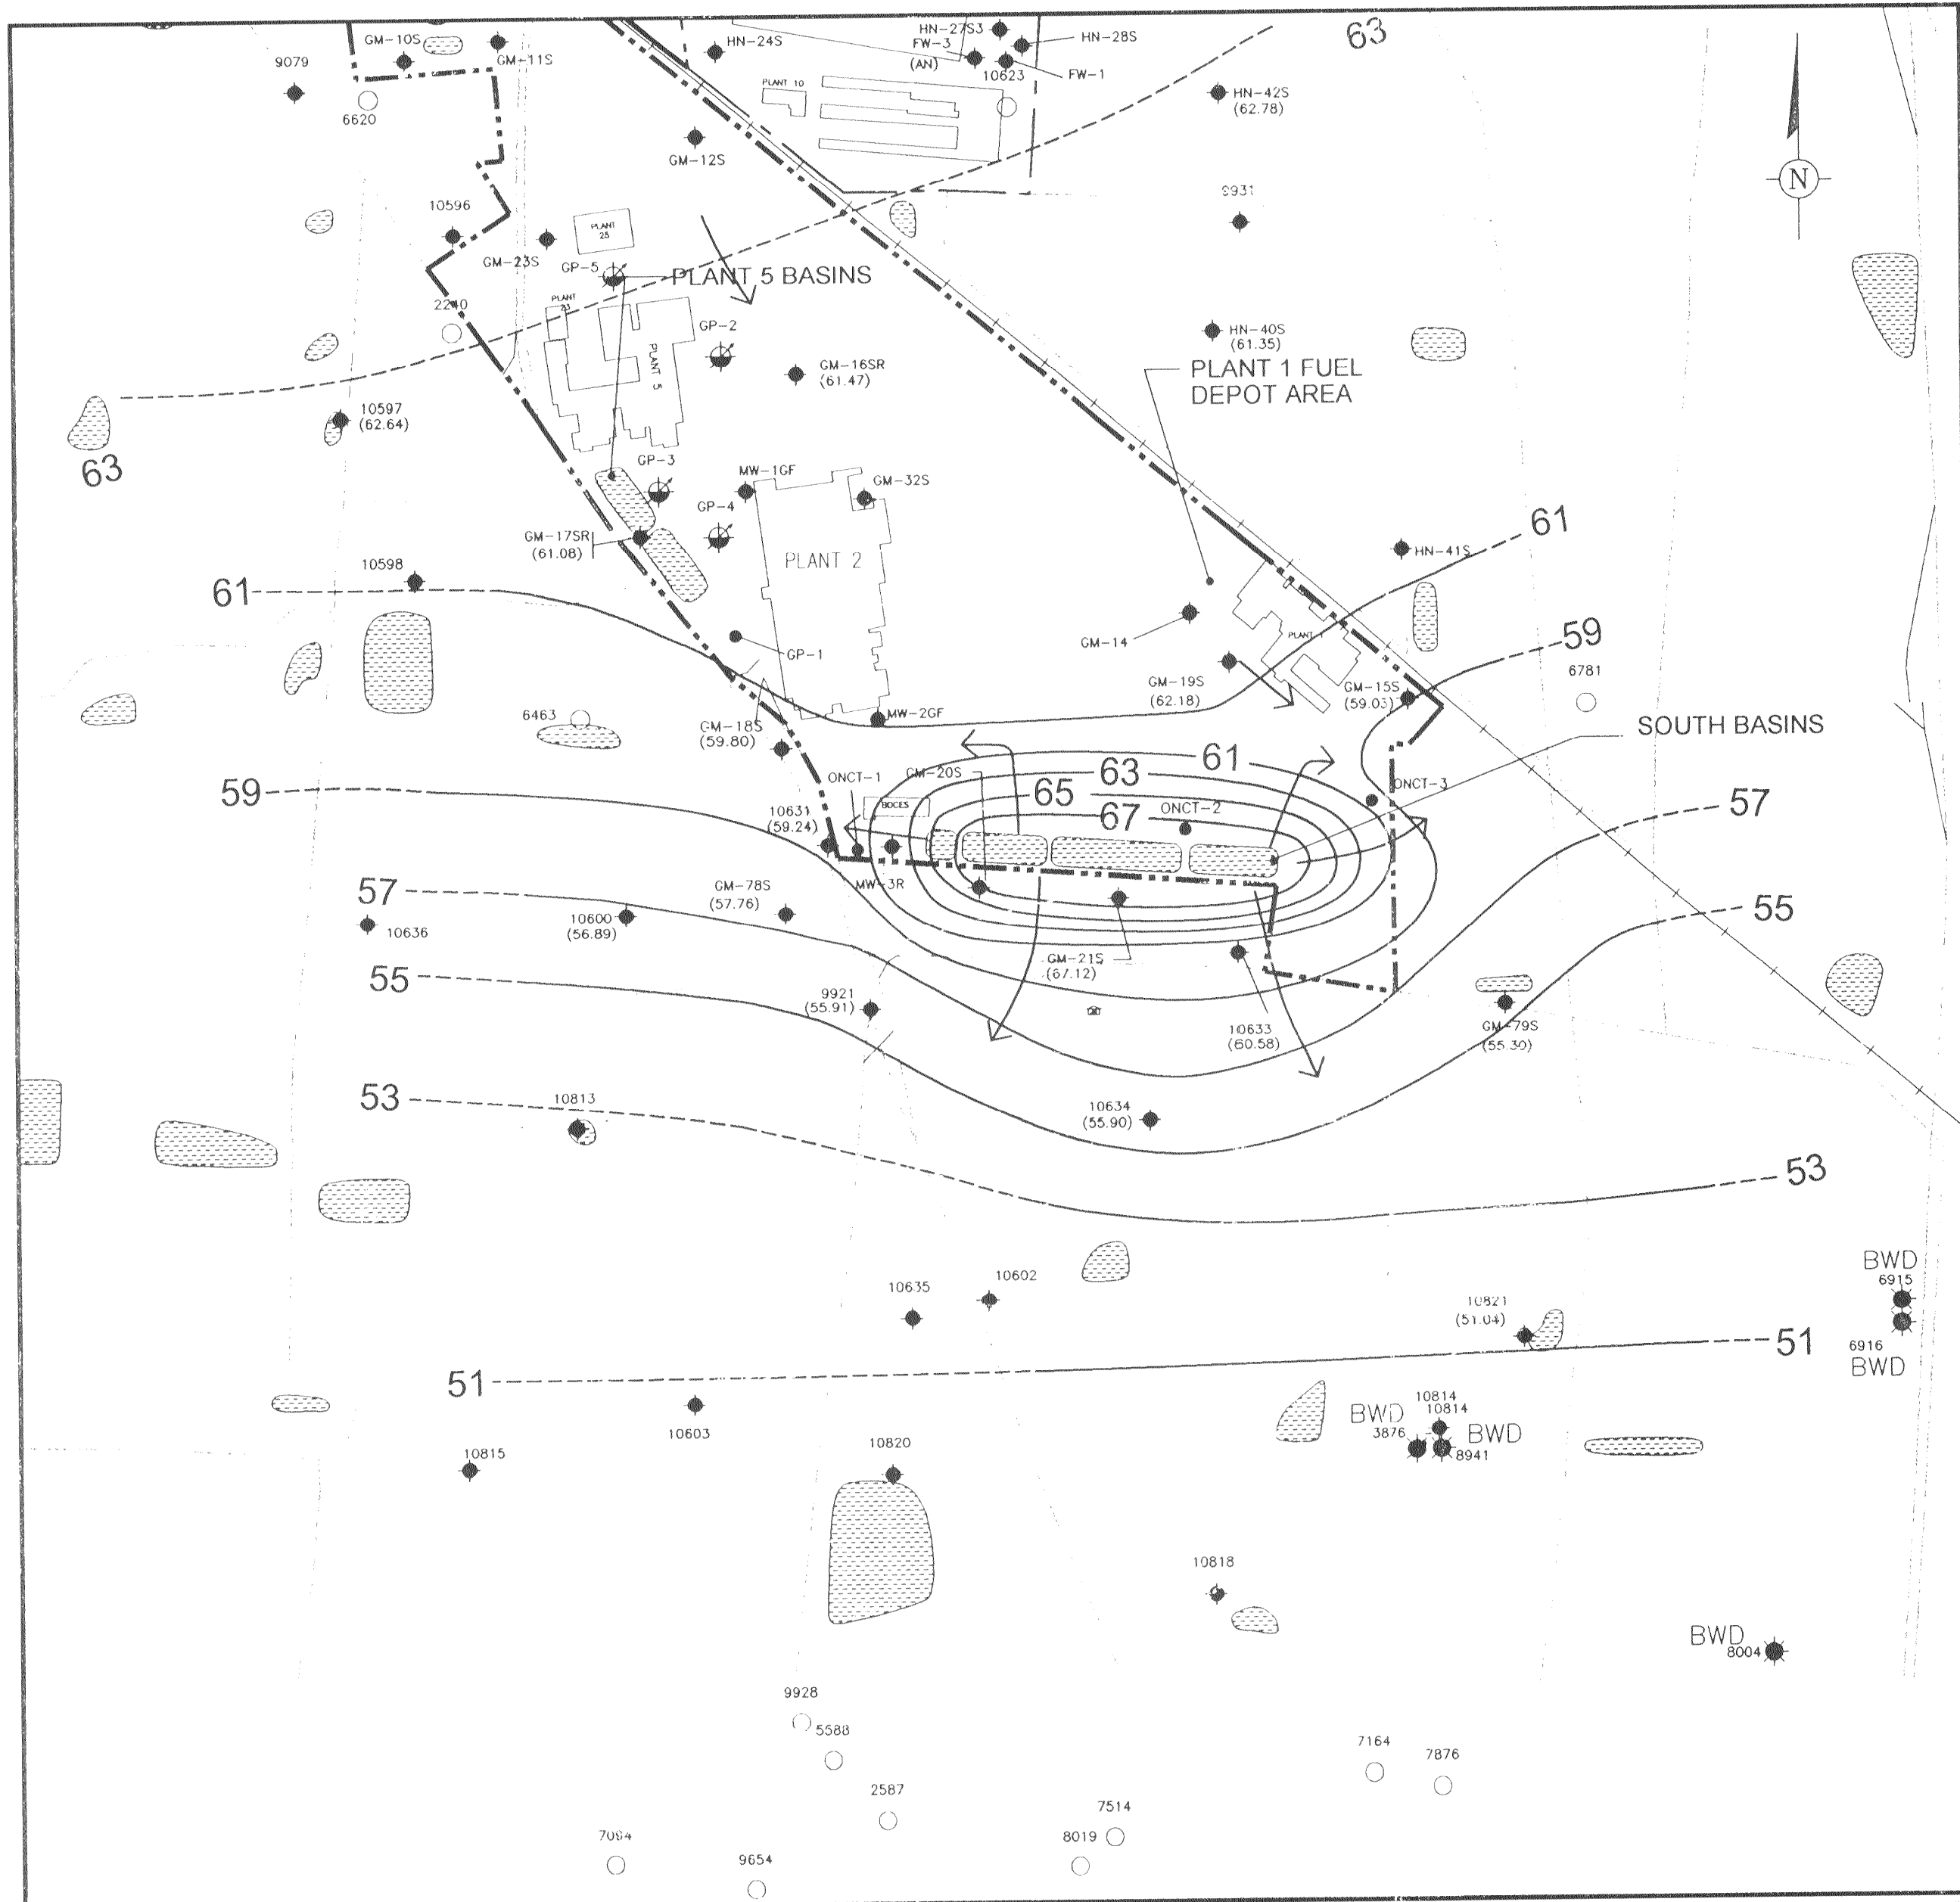 GM-10S
GM-11S
9079
6620
HN-24S
HN-27S3
FW-3
(AN)
HN-28S
10623
FW-1
63
PLANT 10
HN-42S
(62.78)
GM-12S
N
9931
10596
PLANT
GM-23S
GP-5
PLANT 5 BASINS
2240
PLANT
GP-2
HN-40S
(61.35)
PLANT 5
GM-16SR
(61.47)
PLANT 1 FUEL
DEPOT AREA
10597
(62.64)
63
GP-3
MW-1GF
GM-32S
GP-4
GM-17SR
(61.08)
PLANT 2
61
HN-41S
10598
61
GM-14
PLANT 1
59
GP-1
6781
GM-19S
(62.18)
GM-15S
(59.03)
6463
GM-18S
(59.80)
MW-2GF
SOUTH BASINS
61
63
65
67
ONCT-1
GM-20S
ONCT-2
ONCT-3
59
57
BOCES
10631
(59.24)
MW-3R
57
GM-78S
(57.76)
55
10636
10600
(56.89)
GM-21S
(67.12)
55
9921
(55.91)
10633
(60.58)
GM-79S
(55.30)
53
10813
10634
(55.90)
53
BWD
6915
10635
10602
10821
(51.04)
51
6916
BWD
51
10603
10814
10814
BWD
3876
BWD
8941
10815
10820
10818
BWD
8004
9928
5588
7164
7876
2587
7514
8019
9654